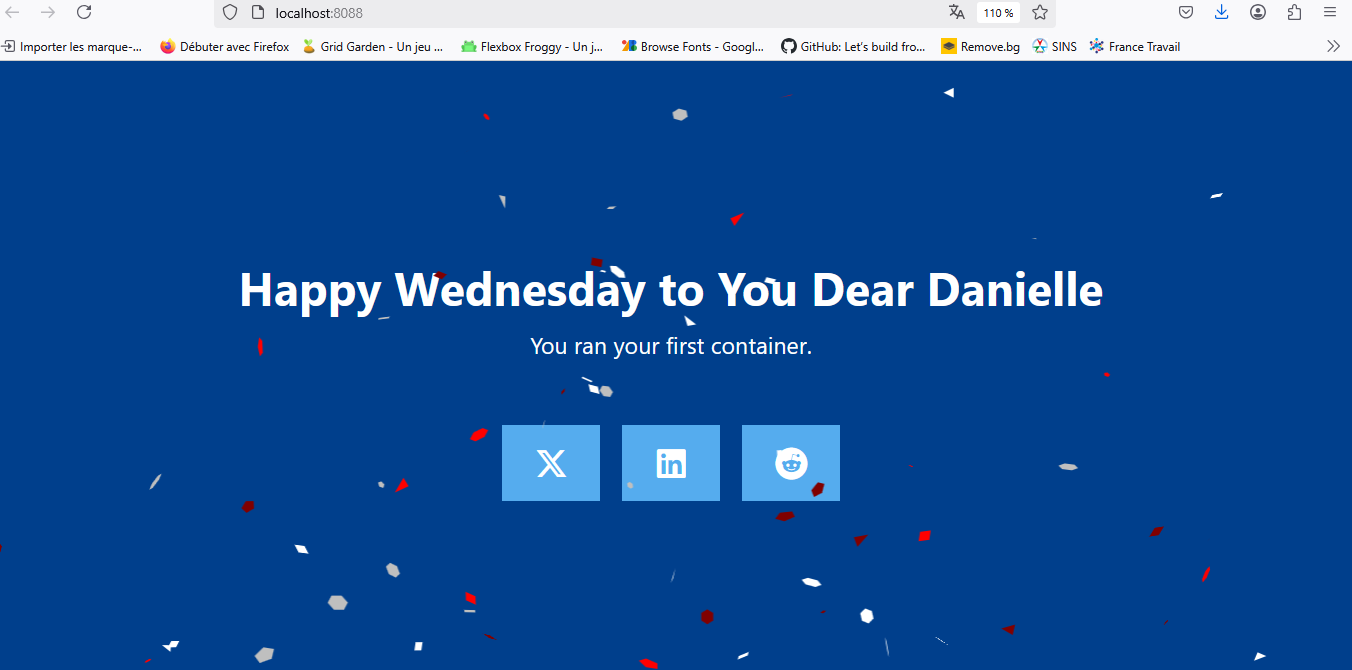 localhost:8088
110 %
Importer les marque-...
Débuter avec Firefox
Grid Garden - Un jeu ...
Flexbox Froggy - Un j...
Browse Fonts - Googl...
GitHub: Let's build fro...
Remove.bg
SINS
France Travail
Happy Wednesday to You Dear Danielle
You ran your first container.